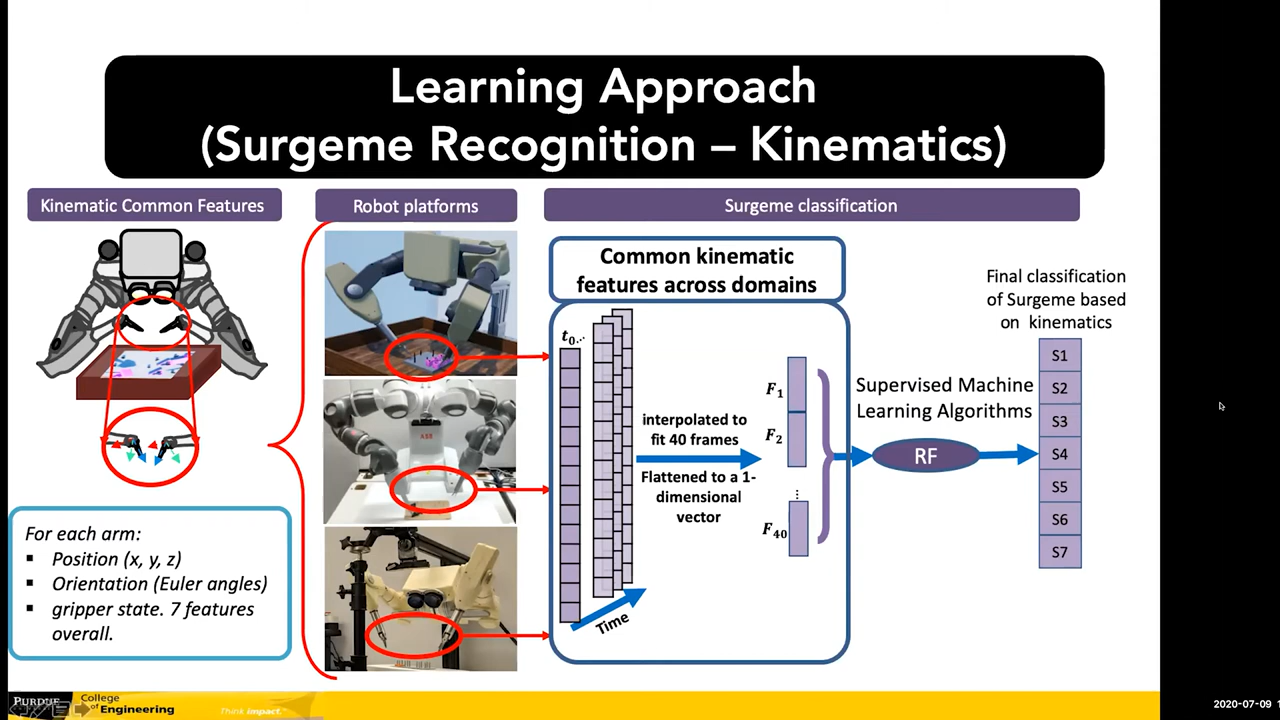 Learning Approach
(Surgeme Recognition – Kinematics)
Kinematic Common Features
Robot platforms
Surgeme classification
For each arm:
▪ Position (x, y, z)
▪ Orientation (Euler angles)
▪ gripper state. 7 features
overall.
ABB
Common kinematic
features across domains
t0...
Time
interpolated to
fit 40 frames
Flattened to a 1-
dimensional
vector
F1
F2
...
F40
Supervised Machine
Learning Algorithms
RF
Final classification
of Surgeme based
on kinematics
S1
S2
S3
S4
S5
S6
S7
PURDUE
College
of Engineering
Think impact.
2020-07-09